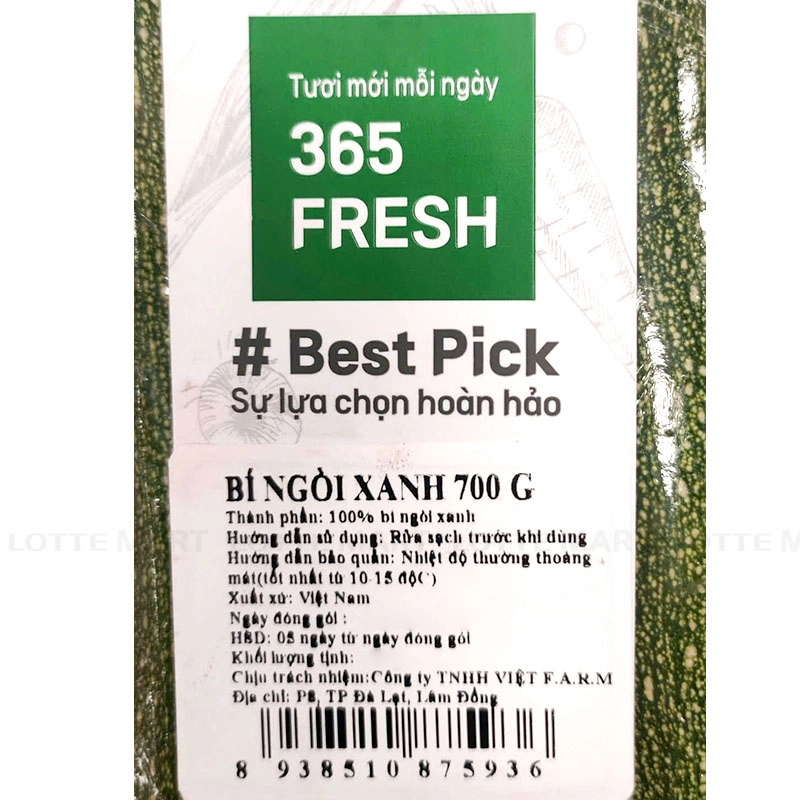 Tươi mới mỗi ngày
365
FRESH
# Best Pick
Sự lựa chọn hoàn hảo
BÍ NGÒI XANH 700 G
Thành phần: 100% bí ngòi xanh
Hướng dẫn sử dụng: Rửa sạch trước khi dùng
Hướng dẫn bảo quản: Nhiệt độ thường thoáng
mát(tốt nhất từ 10-15 độ(°)
Xuất xứ: Việt Nam
Ngày đóng gói :
HSD: 05 ngày từ ngày đóng gói
Khối lượng tịnh:
Chịu trách nhiệm:Công ty TNHH VIỆT F.A.R.M
Địa chỉ: P8, TP Đà Lạt, Lâm Đồng
8 938510 875936
LOTTE MART
LOTTE MART